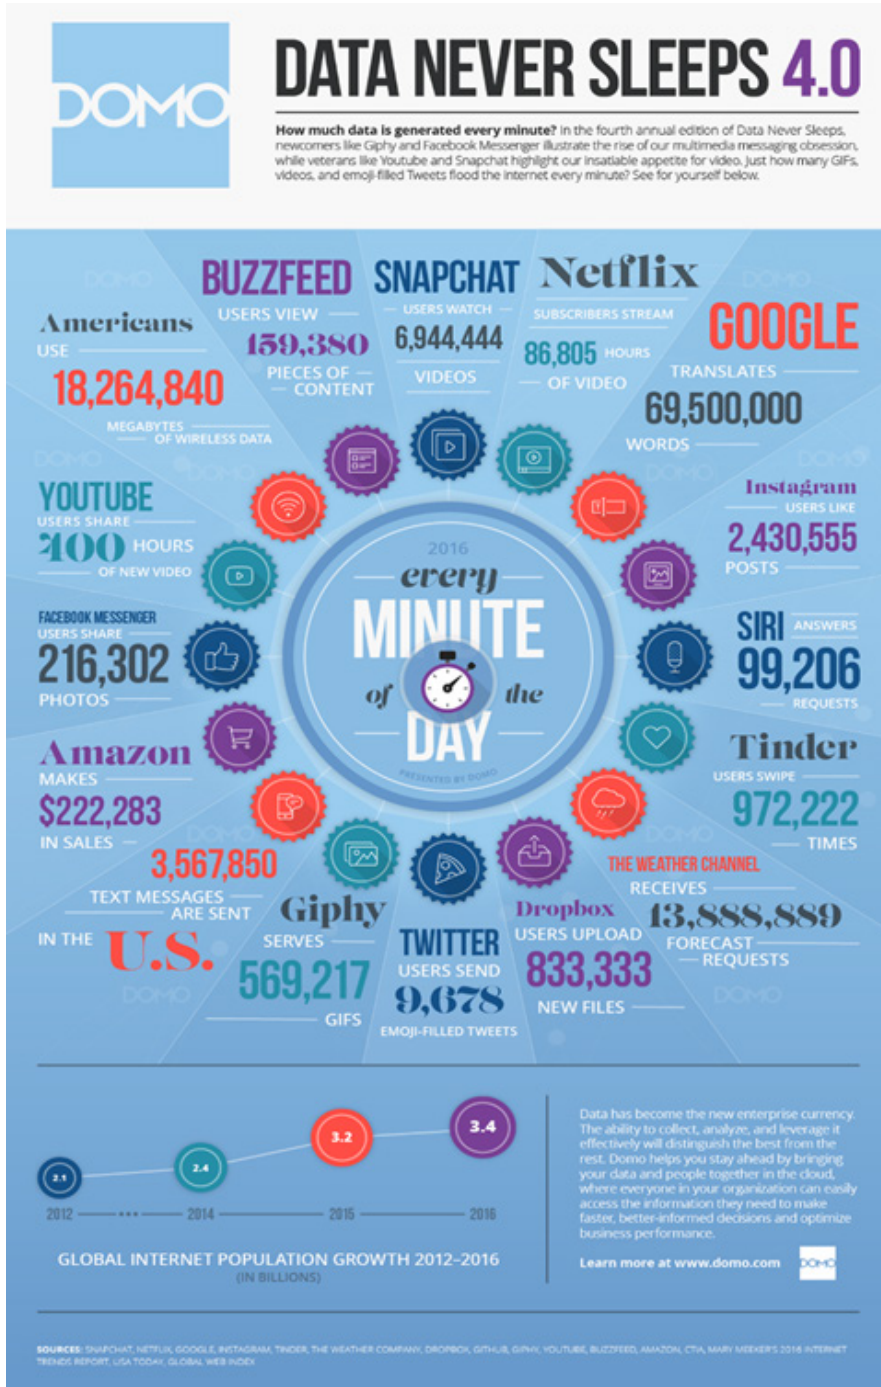 DOMO
DATA NEVER SLEEPS 4.0
How much data is generated every minute? In the fourth annual edition of Data Never Sleeps,
newcomers like Giphy and Facebook Messenger illustrate the rise of our multimedia messaging obsession,
while veterans like Youtube and Snapchat highlight our insatiable appetite for video. Just how many GIFs,
videos, and emoji-filled Tweets flood the internet every minute? See for yourself below.
Americans
USE
18,264,840
MEGABYTES
OF WIRELESS DATA
BUZZFEED
USERS VIEW
159,380
PIECES OF
CONTENT
SNAPCHAT
USERS WATCH
6,944,444
VIDEOS
Netflix
SUBSCRIBERS STREAM
86,805 HOURS
OF VIDEO
GOOGLE
TRANSLATES
69,500,000
WORDS
YOUTUBE
USERS SHARE
400 HOURS
OF NEW VIDEO
Instagram
USERS LIKE
2,430,555
POSTS
FACEBOOK MESSENGER
USERS SHARE
216,302
PHOTOS
SIRI ANSWERS
99,206
REQUESTS
2016
every
MINUTE
of the
DAY
PRESENTED BY DOMO
Amazon
MAKES
$222,283
IN SALES
Tinder
USERS SWIPE
972,222
TIMES
3,567,850
TEXT MESSAGES
ARE SENT
IN THE U.S.
Giphy
SERVES
569,217
GIFS
TWITTER
USERS SEND
9,678
EMOJI-FILLED TWEETS
Dropbox
USERS UPLOAD
833,333
NEW FILES
THE WEATHER CHANNEL
RECEIVES
13,888,889
FORECAST
REQUESTS
DOMO
DOMO
DOMO
DOMO
DOMO
DOMO
DOMO
DOMO
2.1
2.4
3.2
3.4
2012 2014 2015 2016
GLOBAL INTERNET POPULATION GROWTH 2012–2016
(IN BILLIONS)
Data has become the new enterprise currency.
The ability to collect, analyze, and leverage it
effectively will distinguish the best from the
rest. Domo helps you stay ahead by bringing
your data and people together in the cloud,
where everyone in your organization can easily
access the information they need to make
faster, better-informed decisions and optimize
business performance.
Learn more at www.domo.com
DOMO
SOURCES: SNAPCHAT, NETFLIX, GOOGLE, INSTAGRAM, TINDER, THE WEATHER COMPANY, DROPBOX, GITHUB, GIPHY, YOUTUBE, BUZZFEED, AMAZON, CTIA, MARY MEEKER'S 2016 INTERNET
TRENDS REPORT, USA TODAY, GLOBAL WEB INDEX